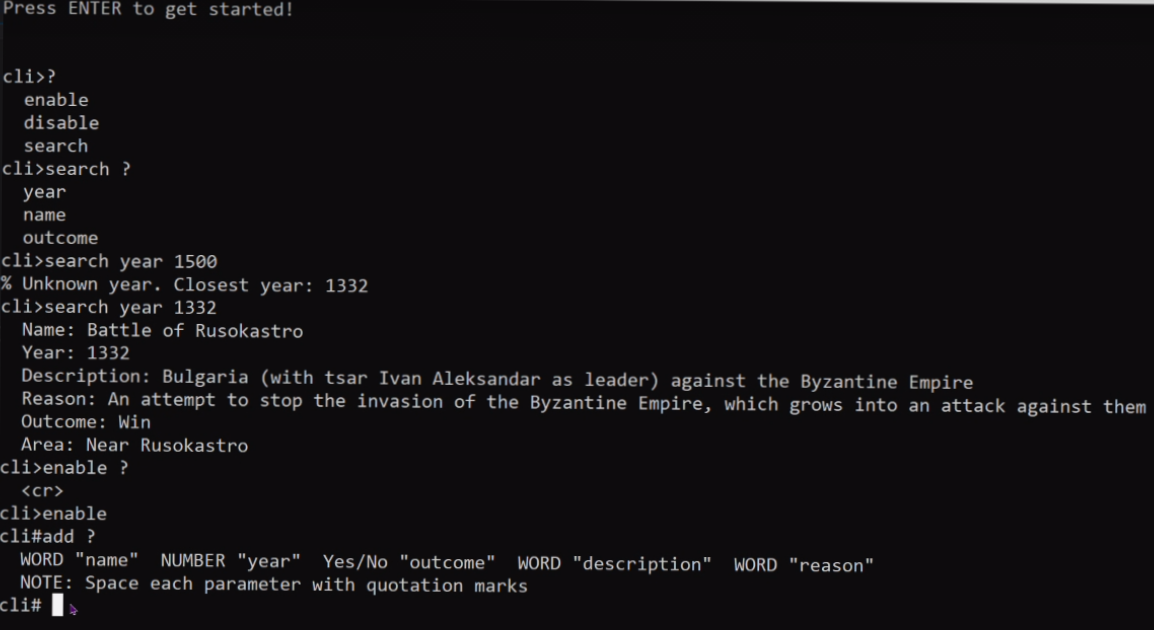 Press ENTER to get started!
cli>?
enable
disable
search
cli>search ?
year
name
outcome
cli>search year 1500
% Unknown year. Closest year: 1332
cli>search year 1332
Name: Battle of Rusokastro
Year: 1332
Description: Bulgaria (with tsar Ivan Aleksandar as leader) against the Byzantine Empire
Reason: An attempt to stop the invasion of the Byzantine Empire, which grows into an attack against them
Outcome: Win
Area: Near Rusokastro
cli>enable ?
<cr>
cli>enable
cli#add ?
WORD "name" NUMBER "year" Yes/No "outcome" WORD "description" WORD "reason"
NOTE: Space each parameter with quotation marks
cli#